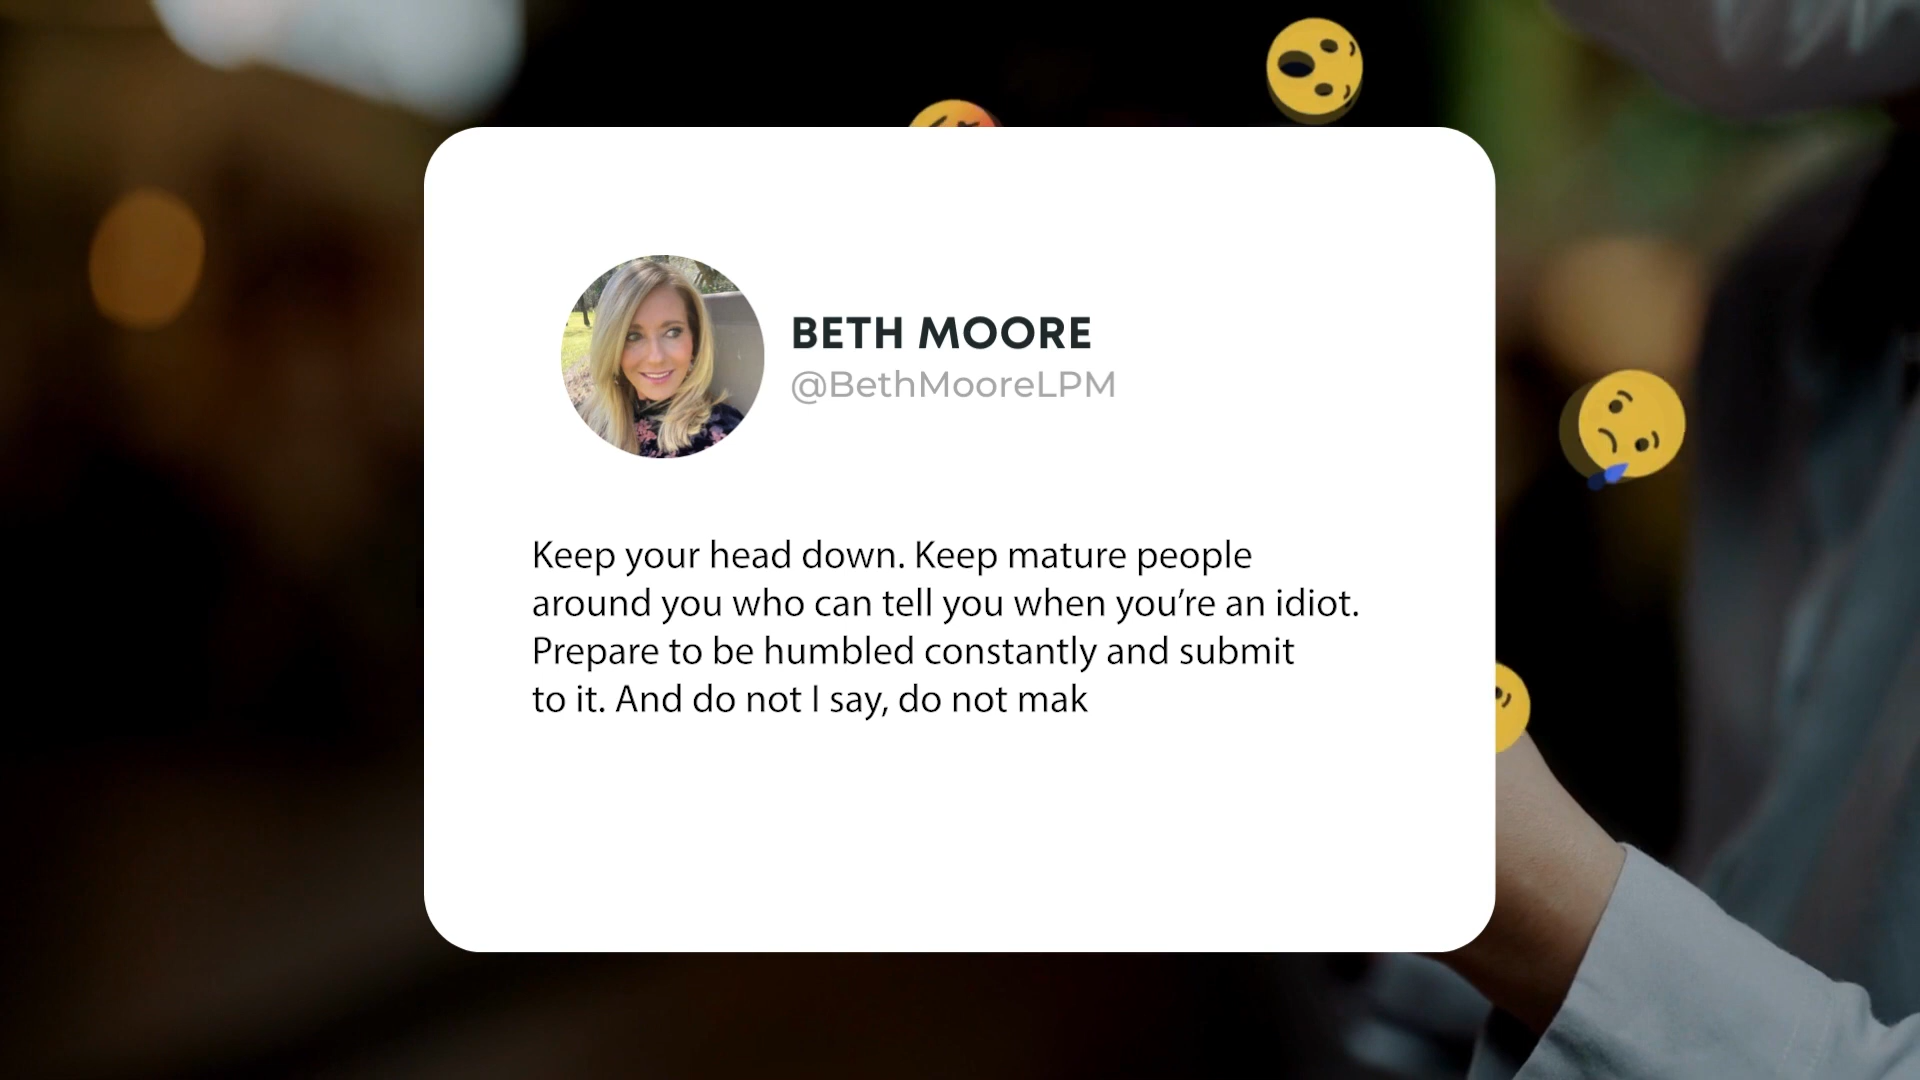 BETH MOORE
@BethMooreLPM
Keep your head down. Keep mature people
around you who can tell you when you’re an idiot.
Prepare to be humbled constantly and submit
to it. And do not I say, do not mak